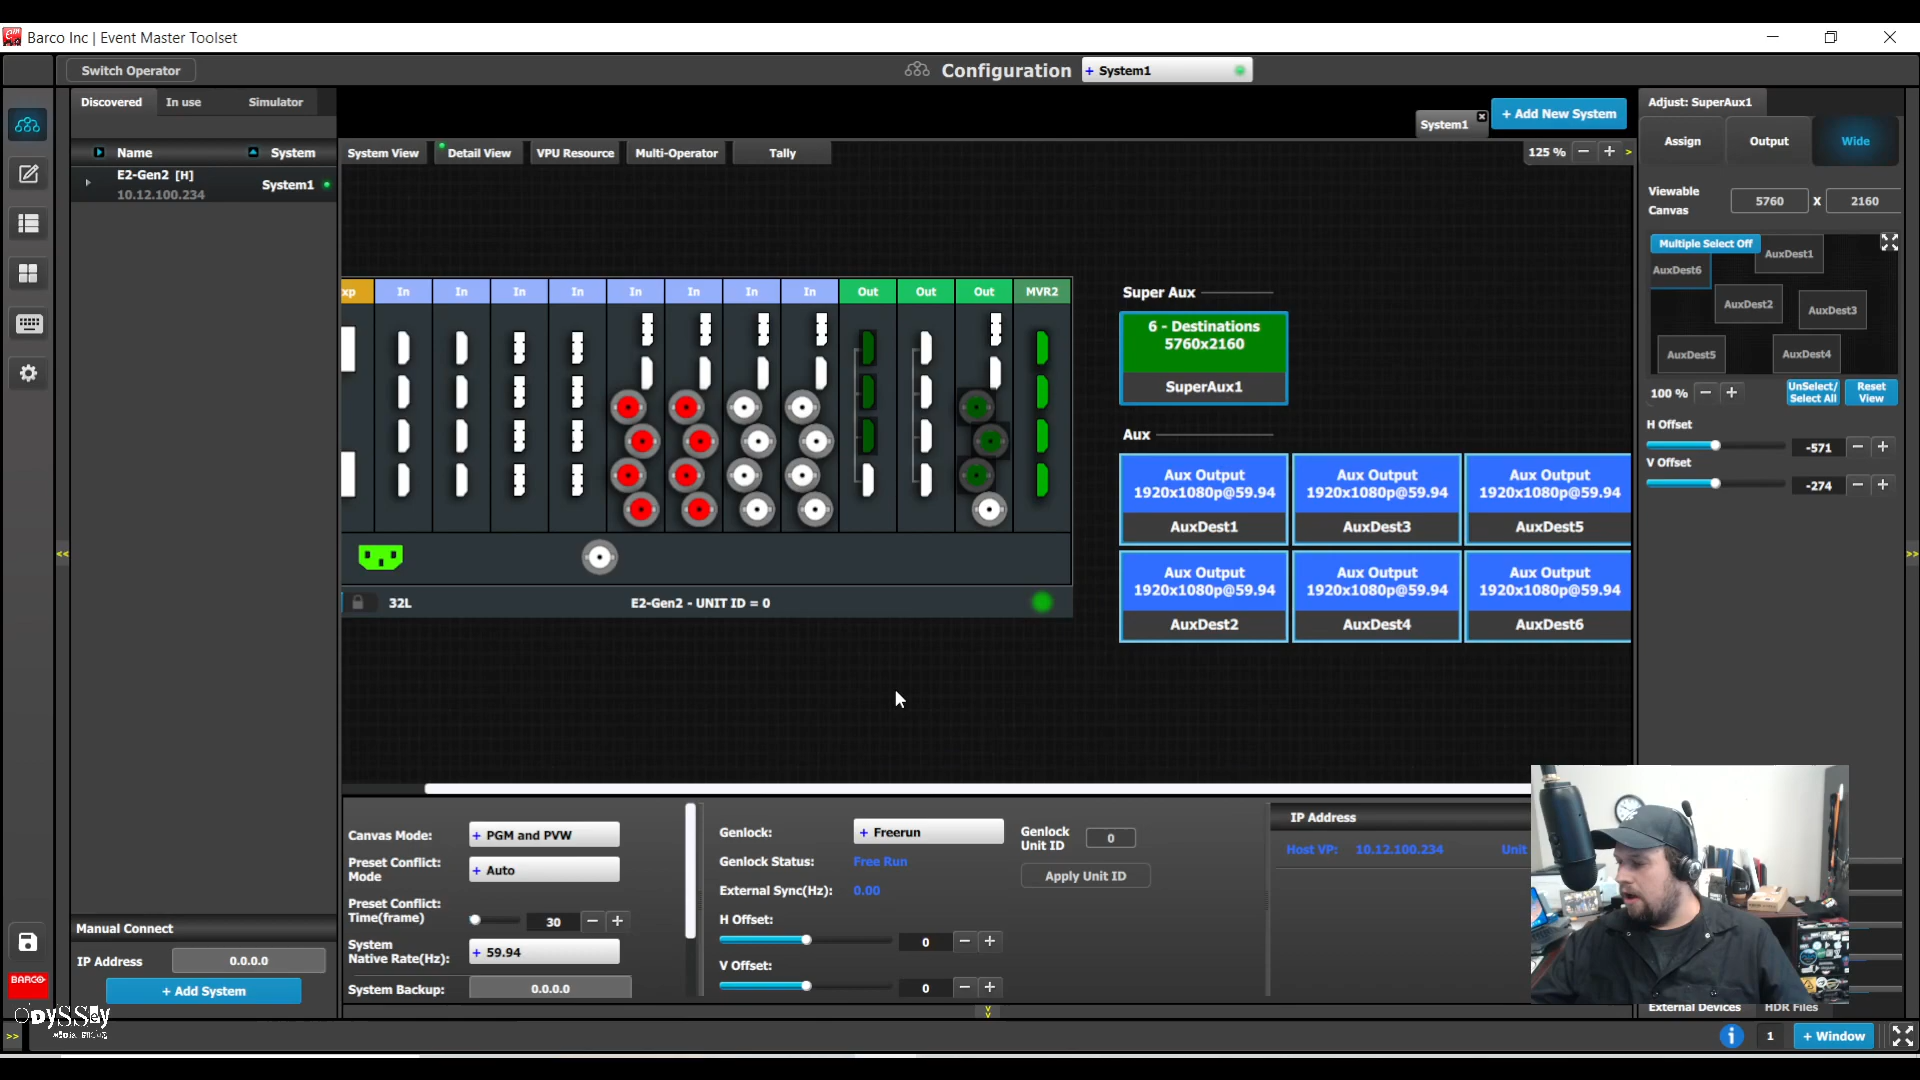 Barco Inc | Event Master Toolset
Switch Operator
Configuration
+ System1
Discovered
In use
Simulator
Name
System
E2-Gen2 [H]
10.12.100.234
System1
System View
Detail View
VPU Resource
Multi-Operator
Tally
System1
+ Add New System
125 %
xp
In
In
In
In
In
In
In
In
Out
Out
Out
MVR2
32L
E2-Gen2 - UNIT ID = 0
Super Aux
6 - Destinations
5760x2160
SuperAux1
Aux
Aux Output
1920x1080p@59.94
AuxDest1
Aux Output
1920x1080p@59.94
AuxDest3
Aux Output
1920x1080p@59.94
AuxDest5
Aux Output
1920x1080p@59.94
AuxDest2
Aux Output
1920x1080p@59.94
AuxDest4
Aux Output
1920x1080p@59.94
AuxDest6
Adjust: SuperAux1
Assign
Output
Wide
Viewable
Canvas
5760
x
2160
Multiple Select Off
AuxDest1
AuxDest6
AuxDest2
AuxDest3
AuxDest5
AuxDest4
100 %
UnSelect/
Select All
Reset
View
H Offset
-571
V Offset
-274
Canvas Mode:
+ PGM and PVW
Preset Conflict:
Mode
+ Auto
Preset Conflict:
Time(frame)
30
System
Native Rate(Hz):
+ 59.94
System Backup:
0.0.0.0
Genlock:
+ Freerun
Genlock
Unit ID
0
Genlock Status:
Free Run
Apply Unit ID
External Sync(Hz):
0.00
H Offset:
0
V Offset:
0
IP Address
Host VP:
10.12.100.234
Unit
Manual Connect
IP Address
0.0.0.0
+ Add System
BARCO
Odyssey
External Devices
HDR Files
1
+ Window